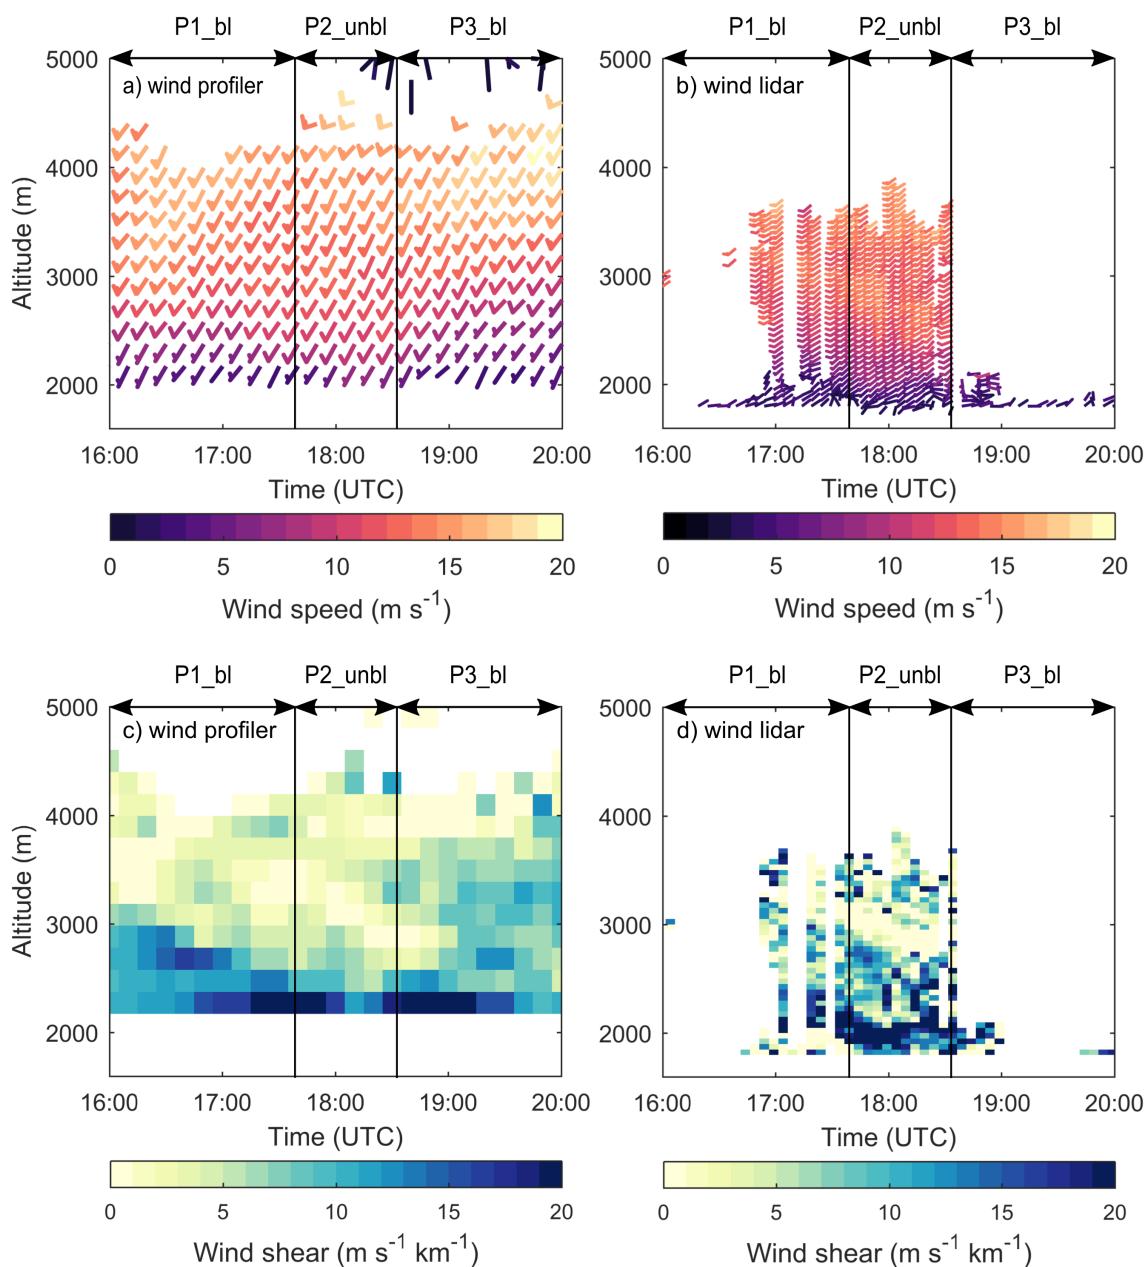 P1_bl P2_unbl P3_bl
a) wind profiler
5000
4000
3000
2000
Altitude (m)
16:00 17:00 18:00 19:00 20:00
Time (UTC)
0 5 10 15 20
Wind speed (m s⁻¹)
P1_bl P2_unbl P3_bl
b) wind lidar
5000
4000
3000
2000
16:00 17:00 18:00 19:00 20:00
Time (UTC)
0 5 10 15 20
Wind speed (m s⁻¹)
P1_bl P2_unbl P3_bl
c) wind profiler
5000
4000
3000
2000
Altitude (m)
16:00 17:00 18:00 19:00 20:00
Time (UTC)
0 5 10 15 20
Wind shear (m s⁻¹ km⁻¹)
P1_bl P2_unbl P3_bl
d) wind lidar
5000
4000
3000
2000
16:00 17:00 18:00 19:00 20:00
Time (UTC)
0 5 10 15 20
Wind shear (m s⁻¹ km⁻¹)